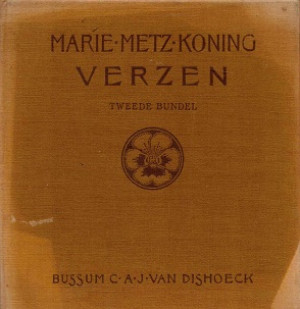 MARIE·METZ·KONING
VERZEN
TWEEDE BUNDEL
BUSSUM C·A·J·VAN DISHOECK